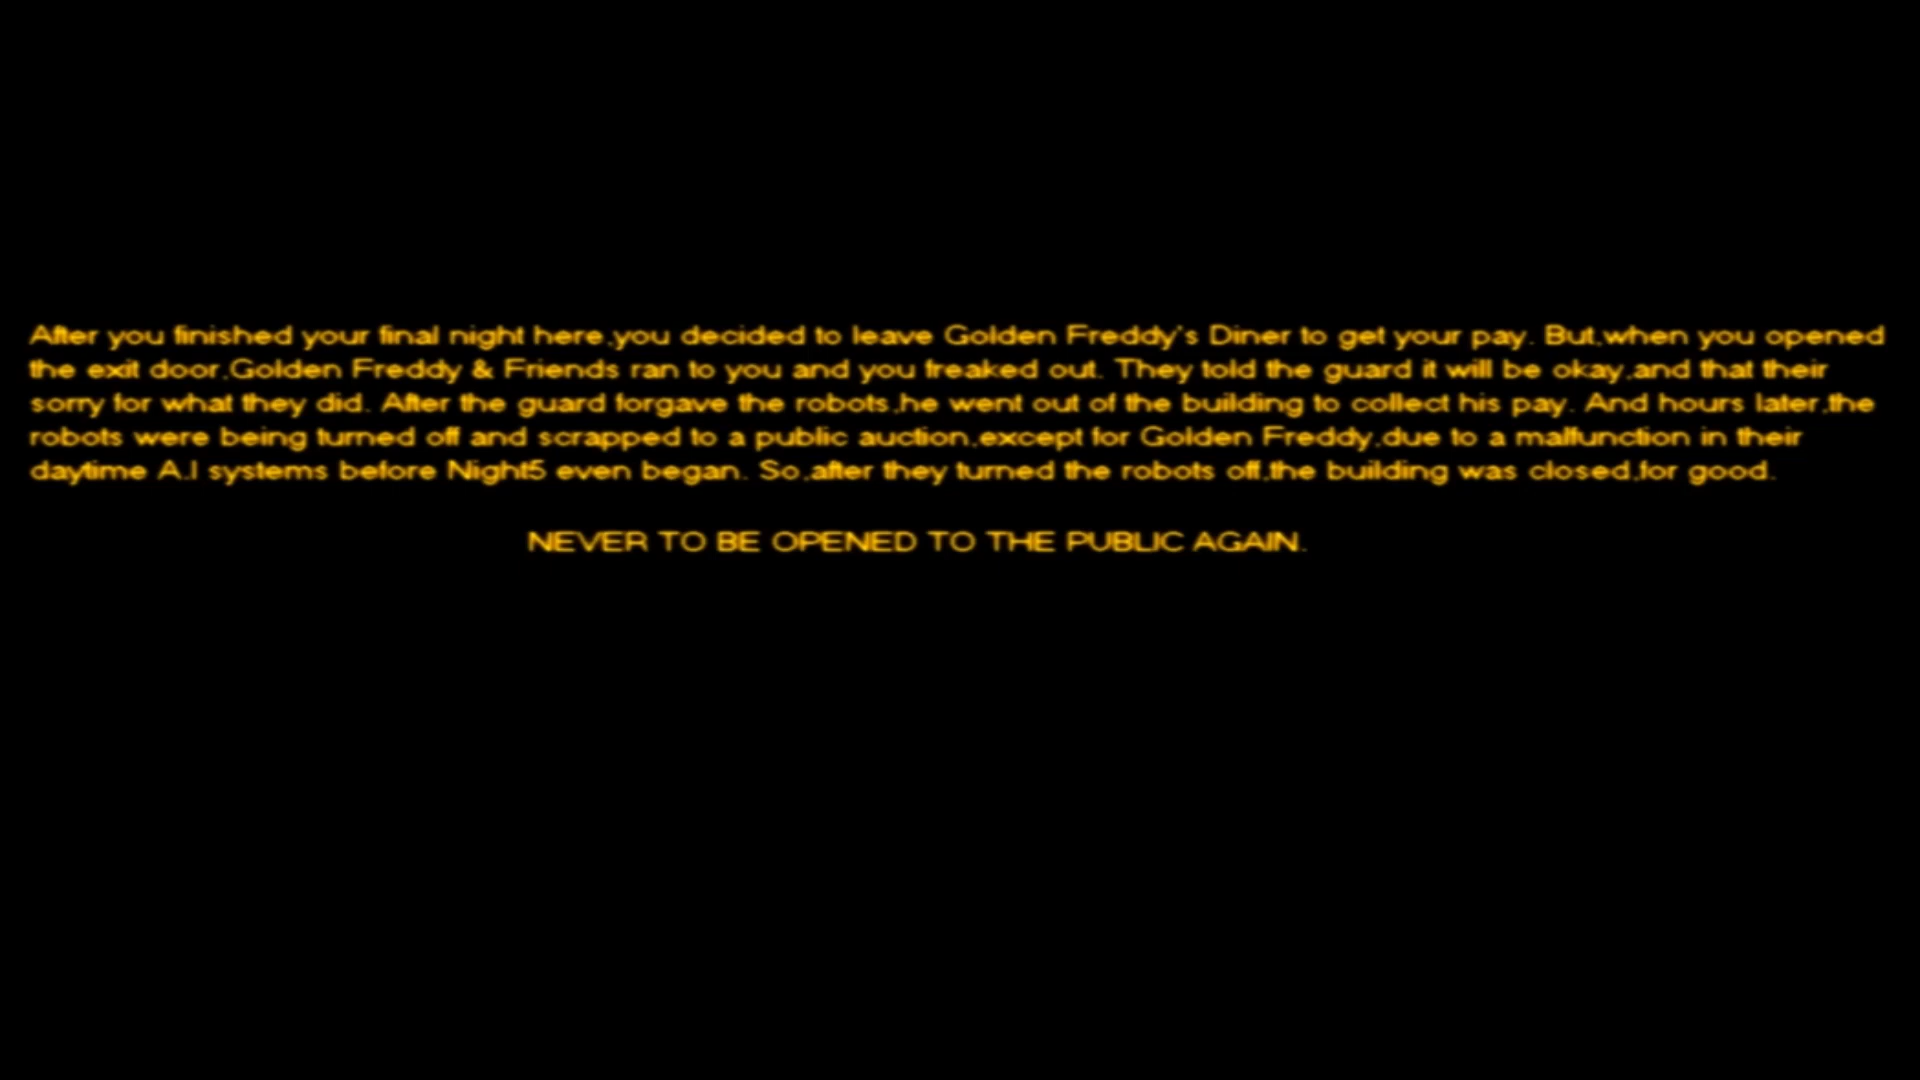 After you finished your final night here,you decided to leave Golden Freddy's Diner to get your pay. But,when you opened
the exit door,Golden Freddy & Friends ran to you and you freaked out. They told the guard it will be okay,and that their
sorry for what they did. After the guard forgave the robots,he went out of the building to collect his pay. And hours later,the
robots were being turned off and scrapped to a public auction,except for Golden Freddy,due to a malfunction in their
daytime A.I systems before Night5 even began. So,after they turned the robots off,the building was closed,for good.
NEVER TO BE OPENED TO THE PUBLIC AGAIN.